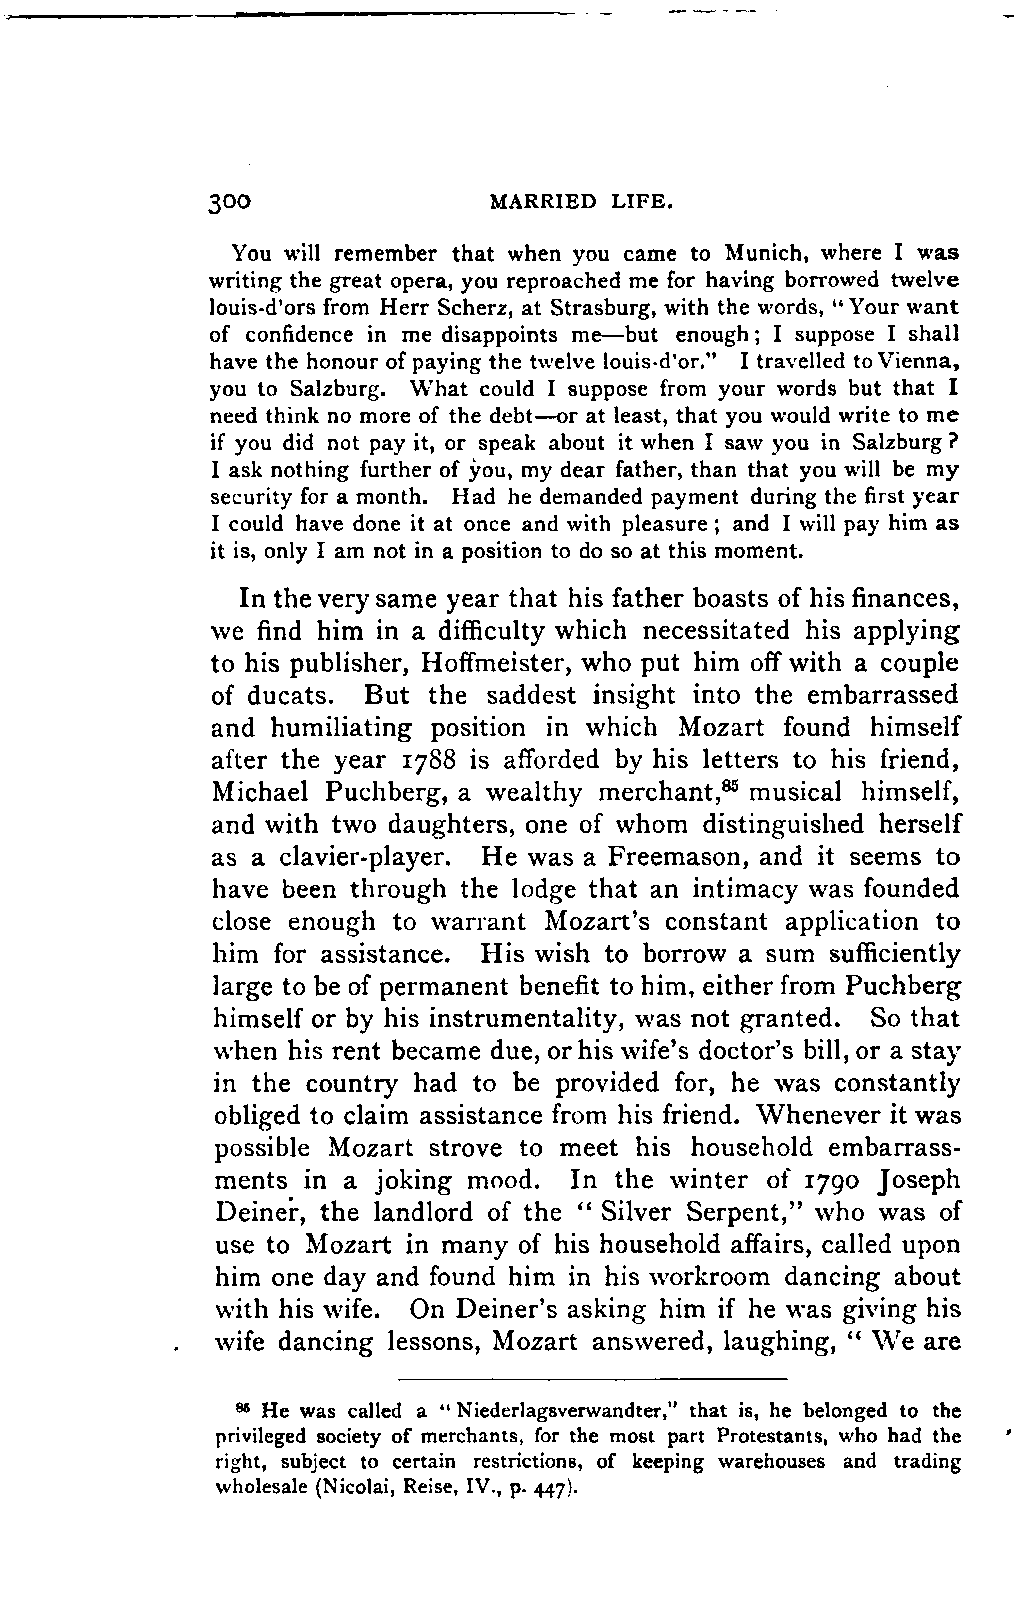 300 MARRIED LIFE.
You will remember that when you came to Munich, where I was
writing the great opera, you reproached me for having borrowed twelve
louis-d'ors from Herr Scherz, at Strasburg, with the words, "Your want
of confidence in me disappoints me—but enough; I suppose I shall
have the honour of paying the twelve louis-d'or." I travelled to Vienna,
you to Salzburg. What could I suppose from your words but that I
need think no more of the debt—or at least, that you would write to me
if you did not pay it, or speak about it when I saw you in Salzburg?
I ask nothing further of you, my dear father, than that you will be my
security for a month. Had he demanded payment during the first year
I could have done it at once and with pleasure; and I will pay him as
it is, only I am not in a position to do so at this moment.
In the very same year that his father boasts of his finances,
we find him in a difficulty which necessitated his applying
to his publisher, Hoffmeister, who put him off with a couple
of ducats. But the saddest insight into the embarrassed
and humiliating position in which Mozart found himself
after the year 1788 is afforded by his letters to his friend,
Michael Puchberg, a wealthy merchant,⁸⁵ musical himself,
and with two daughters, one of whom distinguished herself
as a clavier-player. He was a Freemason, and it seems to
have been through the lodge that an intimacy was founded
close enough to warrant Mozart's constant application to
him for assistance. His wish to borrow a sum sufficiently
large to be of permanent benefit to him, either from Puchberg
himself or by his instrumentality, was not granted. So that
when his rent became due, or his wife's doctor's bill, or a stay
in the country had to be provided for, he was constantly
obliged to claim assistance from his friend. Whenever it was
possible Mozart strove to meet his household embarrass-
ments in a joking mood. In the winter of 1790 Joseph
Deiner, the landlord of the "Silver Serpent," who was of
use to Mozart in many of his household affairs, called upon
him one day and found him in his workroom dancing about
with his wife. On Deiner's asking him if he was giving his
wife dancing lessons, Mozart answered, laughing, "We are
⁸⁵ He was called a "Niederlagsverwandter," that is, he belonged to the
privileged society of merchants, for the most part Protestants, who had the
right, subject to certain restrictions, of keeping warehouses and trading
wholesale (Nicolai, Reise, IV., p. 447).